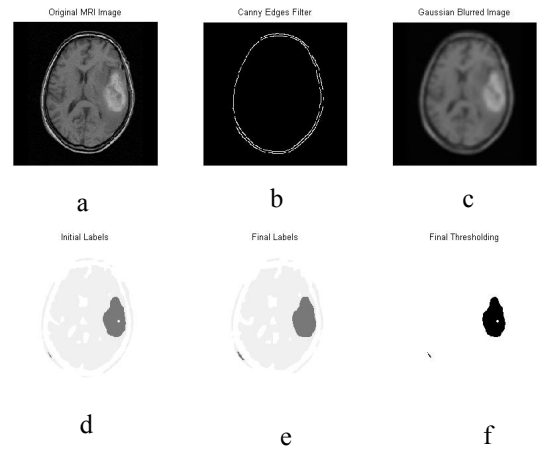 Original MRI Image
Canny Edges Filter
Gaussian Blurred Image
a
b
c
Initial Labels
Final Labels
Final Thresholding
d
e
f